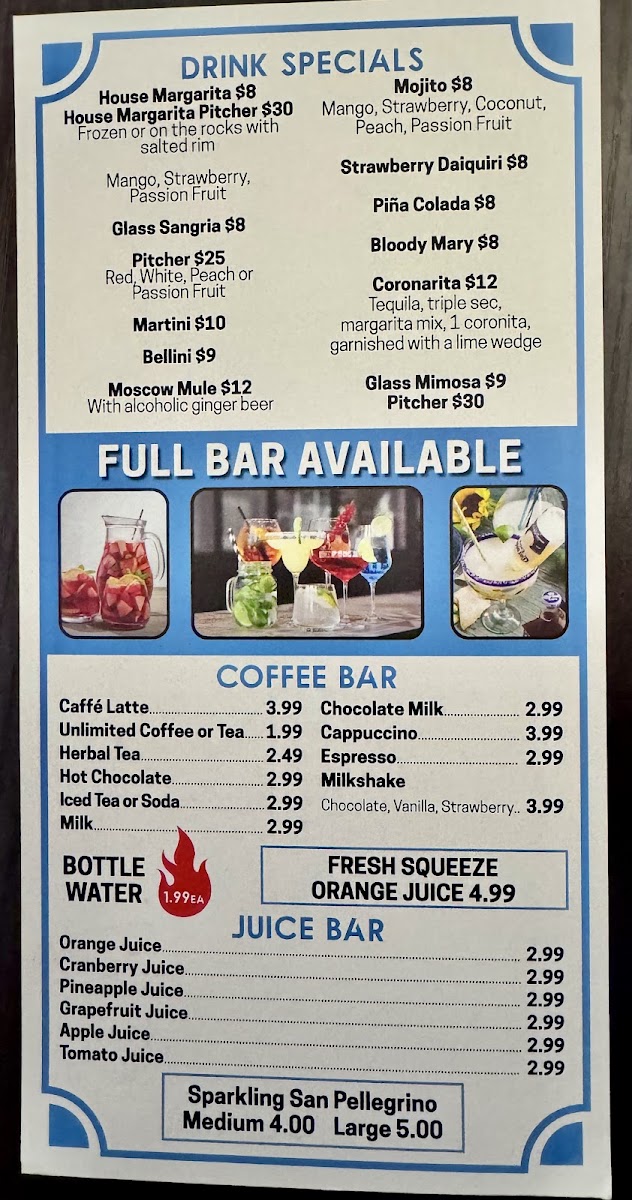 DRINK SPECIALS
House Margarita $8
House Margarita Pitcher $30
Frozen or on the rocks with
salted rim
Mango, Strawberry,
Passion Fruit
Glass Sangria $8
Pitcher $25
Red, White, Peach or
Passion Fruit
Martini $10
Bellini $9
Moscow Mule $12
With alcoholic ginger beer
Mojito $8
Mango, Strawberry, Coconut,
Peach, Passion Fruit
Strawberry Daiquiri $8
Piña Colada $8
Bloody Mary $8
Coronarita $12
Tequila, triple sec,
margarita mix, 1 coronita,
garnished with a lime wedge
Glass Mimosa $9
Pitcher $30
FULL BAR AVAILABLE
COFFEE BAR
Caffé Latte 3.99
Unlimited Coffee or Tea 1.99
Herbal Tea 2.49
Hot Chocolate 2.99
Iced Tea or Soda 2.99
Milk 2.99
Chocolate Milk 2.99
Cappuccino 3.99
Espresso 2.99
Milkshake
Chocolate, Vanilla, Strawberry.. 3.99
BOTTLE
WATER
1.99EA
FRESH SQUEEZE
ORANGE JUICE 4.99
JUICE BAR
Orange Juice 2.99
Cranberry Juice 2.99
Pineapple Juice 2.99
Grapefruit Juice 2.99
Apple Juice 2.99
Tomato Juice 2.99
Sparkling San Pellegrino
Medium 4.00 Large 5.00